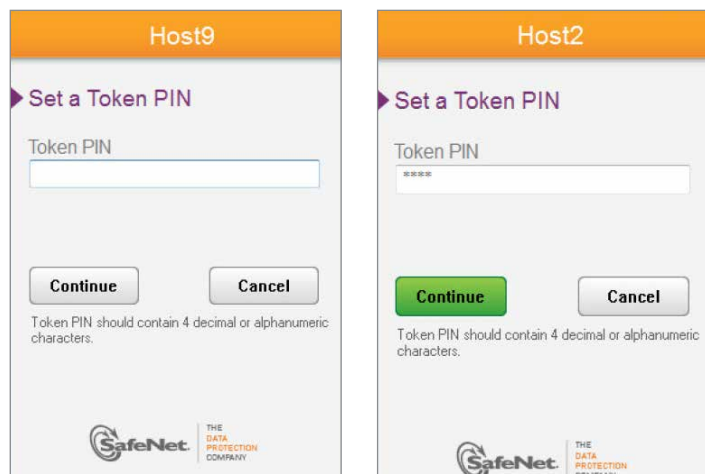 Host9
Set a Token PIN
Token PIN
Continue
Cancel
Token PIN should contain 4 decimal or alphanumeric
characters.
SafeNet.
THE
DATA
PROTECTION
COMPANY
Host2
Set a Token PIN
Token PIN
****
Continue
Cancel
Token PIN should contain 4 decimal or alphanumeric
characters.
SafeNet.
THE
DATA
PROTECTION
COMPANY